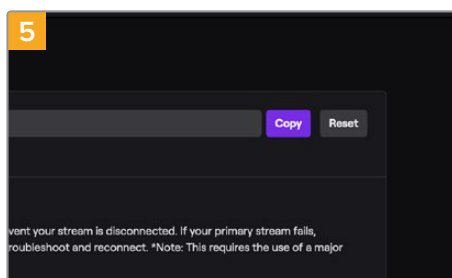 5
Copy Reset
vent your stream is disconnected. If your primary stream fails,
roubleshoot and reconnect. *Note: This requires the use of a major